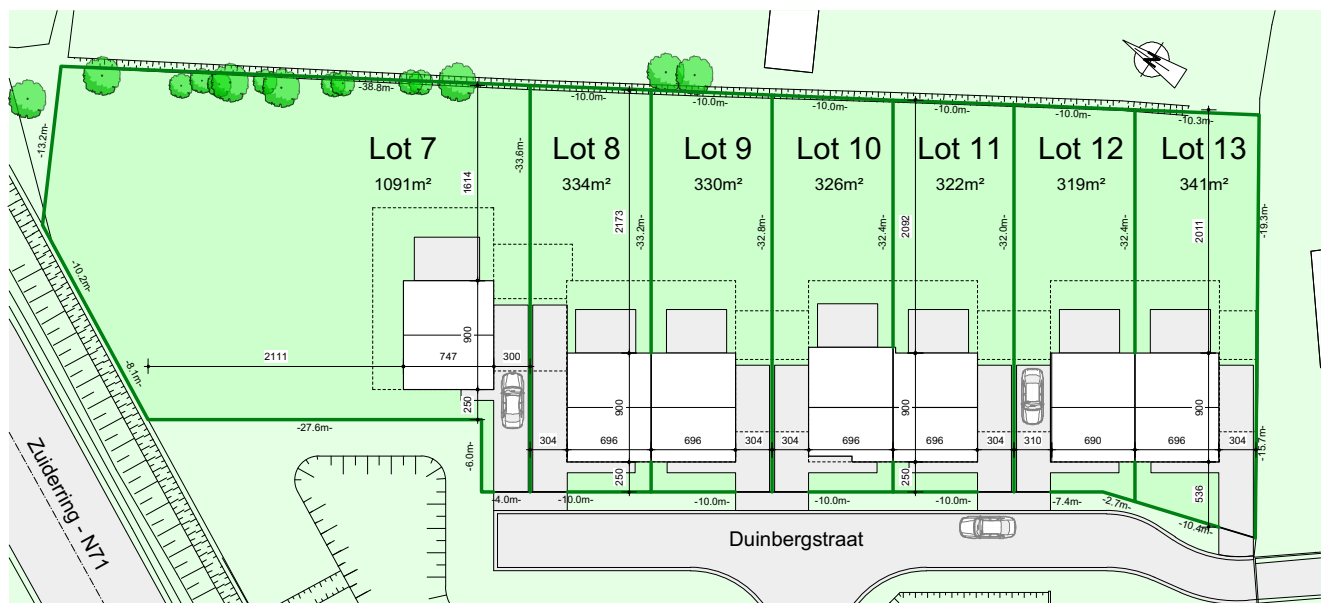 -38.8m-
-10.0m-
-10.0m-
-10.0m-
-10.0m-
-10.0m-
-10.3m-
-13.2m-
Lot 7
1091m²
Lot 8
334m²
Lot 9
330m²
Lot 10
326m²
Lot 11
322m²
Lot 12
319m²
Lot 13
341m²
1614
-33.6m-
2173
-33.2m-
-32.8m-
-32.4m-
2092
-32.0m-
-32.4m-
2011
-19.3m-
-10.2m-
-8.1m-
2111
747
300
900
250
900
900
900
304
696
696
304
304
696
696
304
310
690
696
304
-15.7m-
-27.6m-
-6.0m-
250
250
536
-4.0m-
-10.0m-
-10.0m-
-10.0m-
-10.0m-
-7.4m-
-2.7m-
-10.4m-
Zuiderring - N71
Duinbergstraat